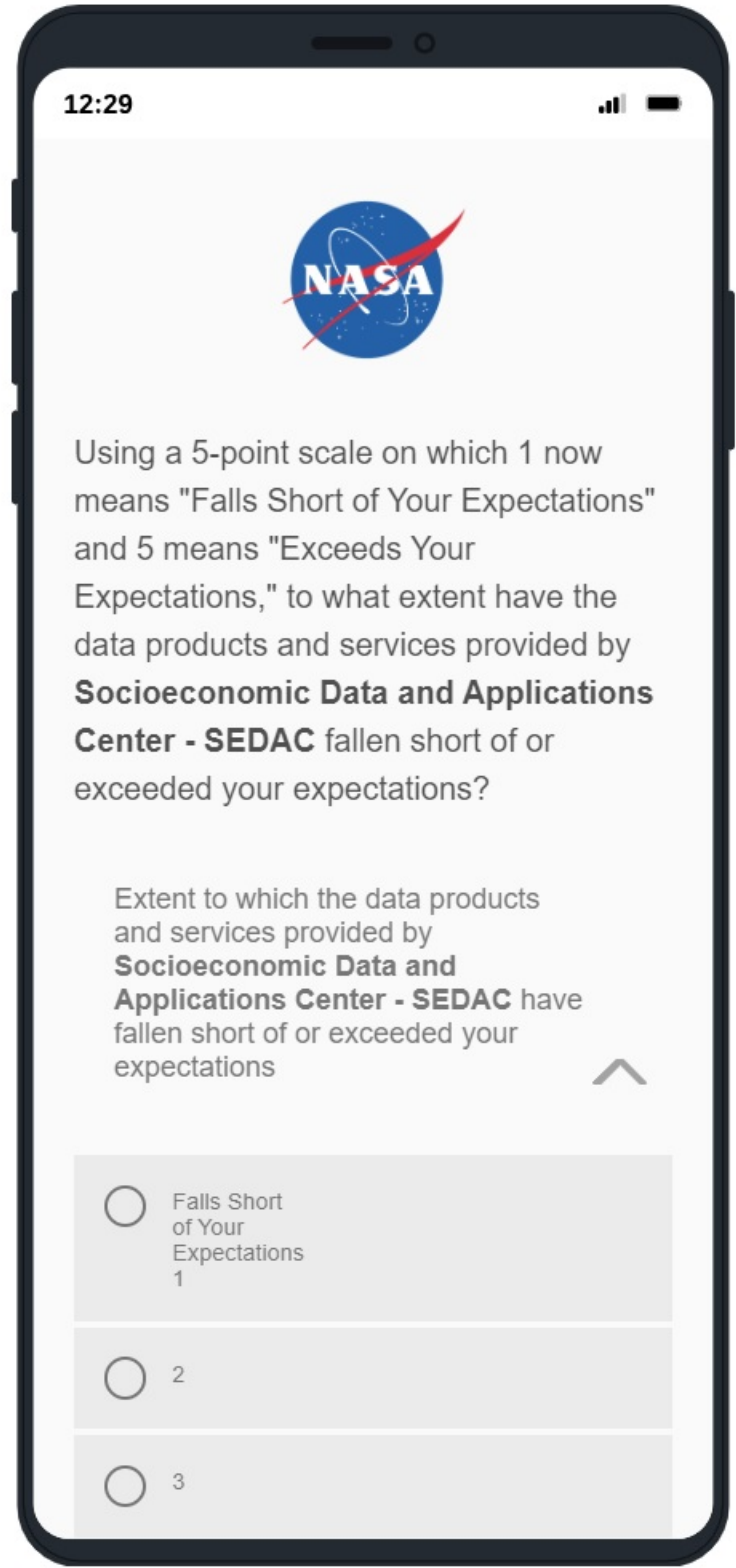 12:29
NASA
Using a 5-point scale on which 1 now
means "Falls Short of Your Expectations"
and 5 means "Exceeds Your
Expectations," to what extent have the
data products and services provided by
Socioeconomic Data and Applications
Center - SEDAC fallen short of or
exceeded your expectations?
Extent to which the data products
and services provided by
Socioeconomic Data and
Applications Center - SEDAC have
fallen short of or exceeded your
expectations
Falls Short
of Your
Expectations
1
2
3